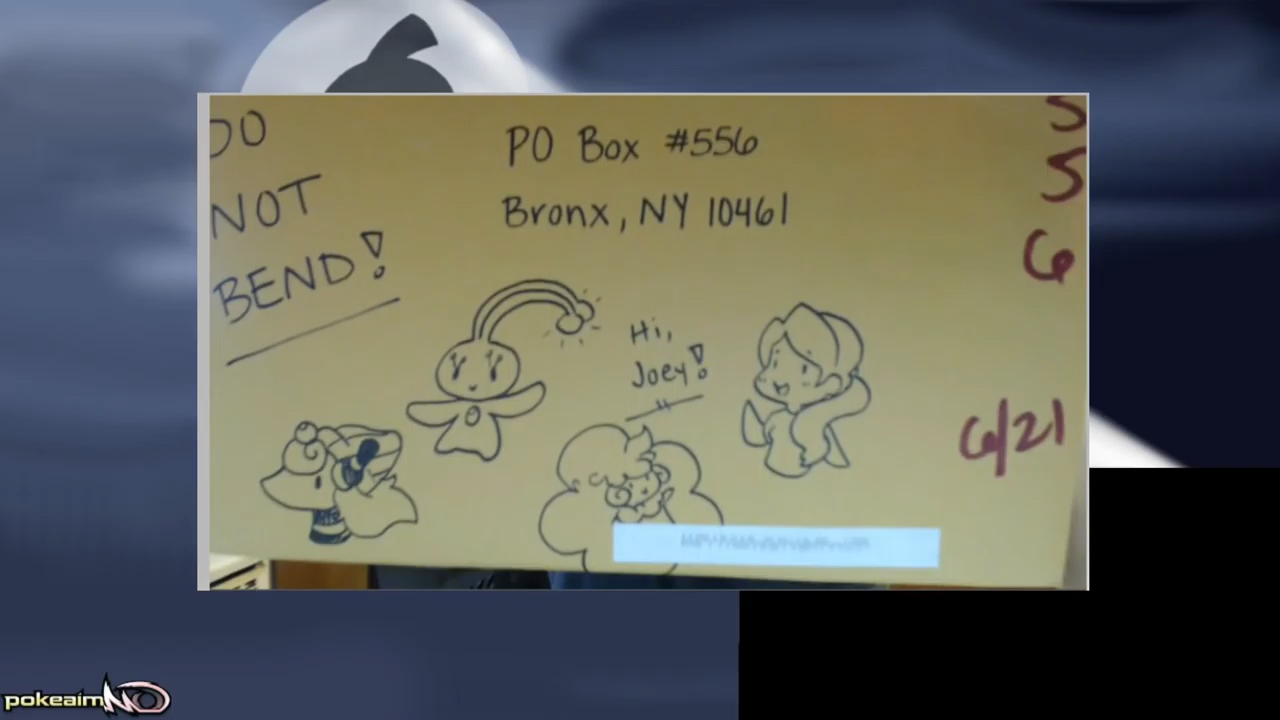 DO
NOT
BEND!
PO Box #556
Bronx, NY 10461
Hi,
Joey!
5
5
6
6/21
pokeaimMD